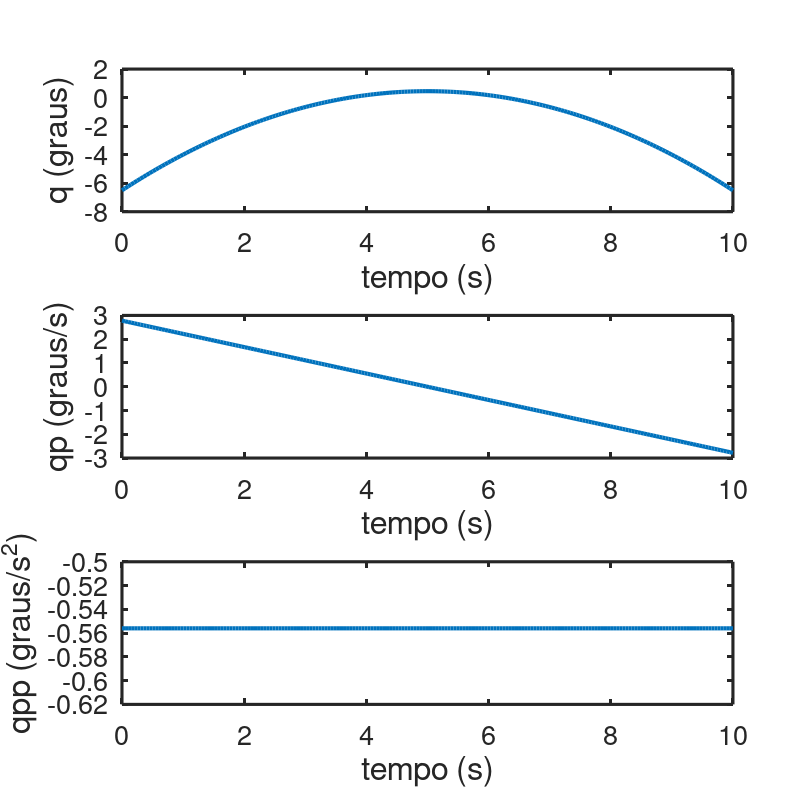 q (graus)
2
0
-2
-4
-6
-8
0 2 4 6 8 10
tempo (s)
qp (graus/s)
3
2
1
0
-1
-2
-3
0 2 4 6 8 10
tempo (s)
qpp (graus/s²)
-0.5
-0.52
-0.54
-0.56
-0.58
-0.6
-0.62
0 2 4 6 8 10
tempo (s)